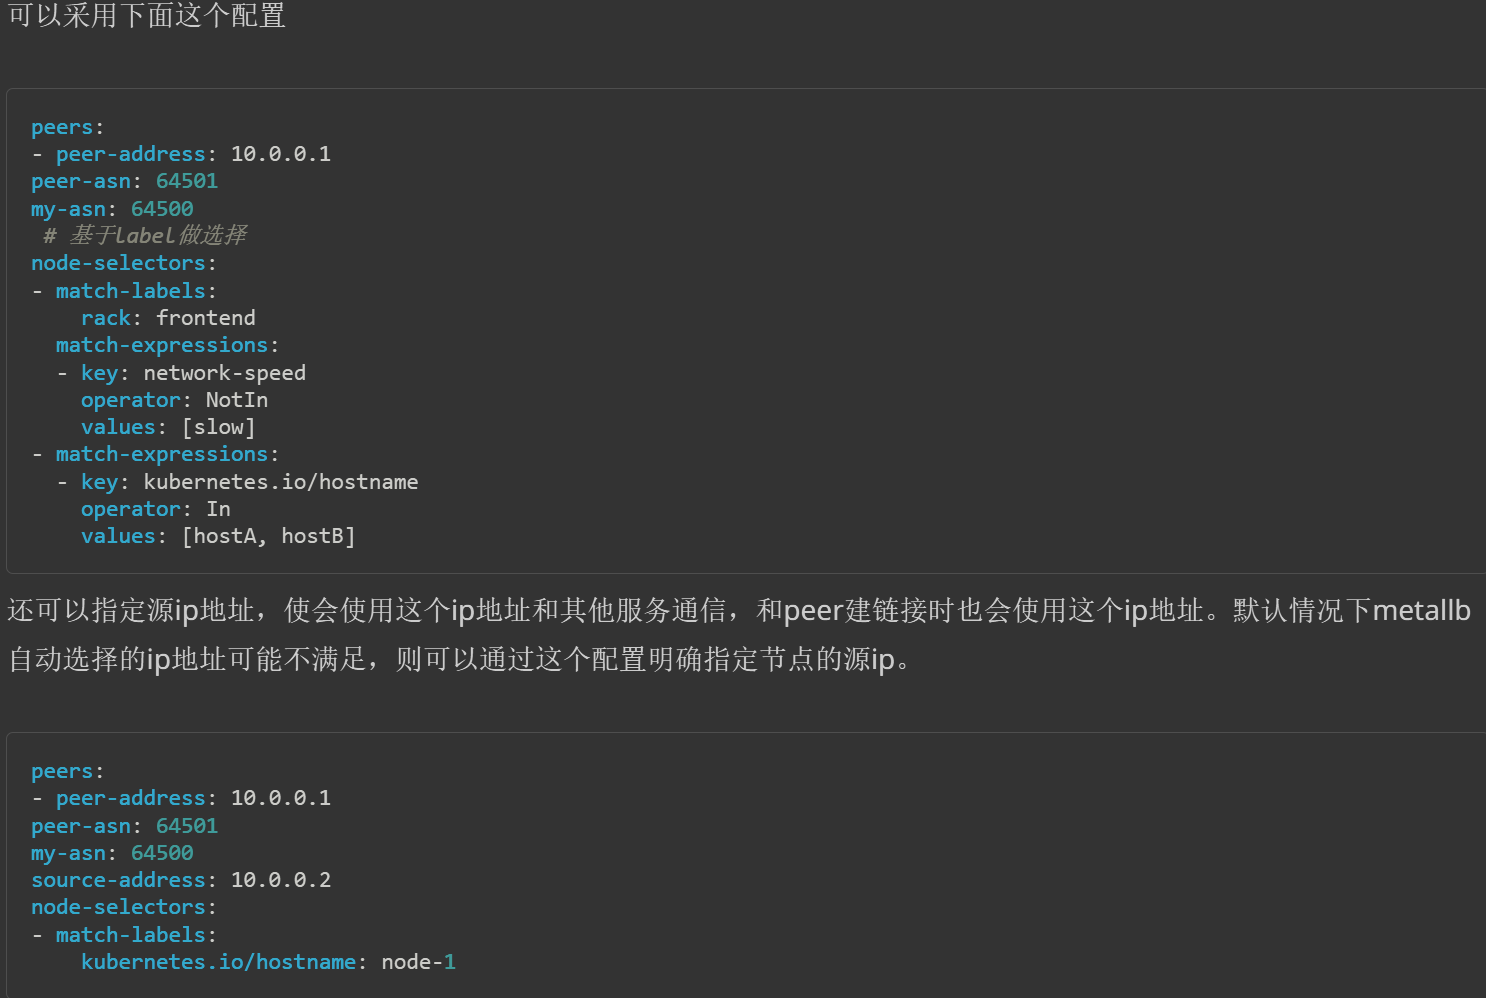 可以采用下面这个配置
peers:
- peer-address: 10.0.0.1
peer-asn: 64501
my-asn: 64500
 # 基于label做选择
node-selectors:
- match-labels:
    rack: frontend
  match-expressions:
  - key: network-speed
    operator: NotIn
    values: [slow]
- match-expressions:
  - key: kubernetes.io/hostname
    operator: In
    values: [hostA, hostB]
还可以指定源ip地址，使会使用这个ip地址和其他服务通信，和peer建链接时也会使用这个ip地址。默认情况下metallb
自动选择的ip地址可能不满足，则可以通过这个配置明确指定节点的源ip。
peers:
- peer-address: 10.0.0.1
peer-asn: 64501
my-asn: 64500
source-address: 10.0.0.2
node-selectors:
- match-labels:
    kubernetes.io/hostname: node-1